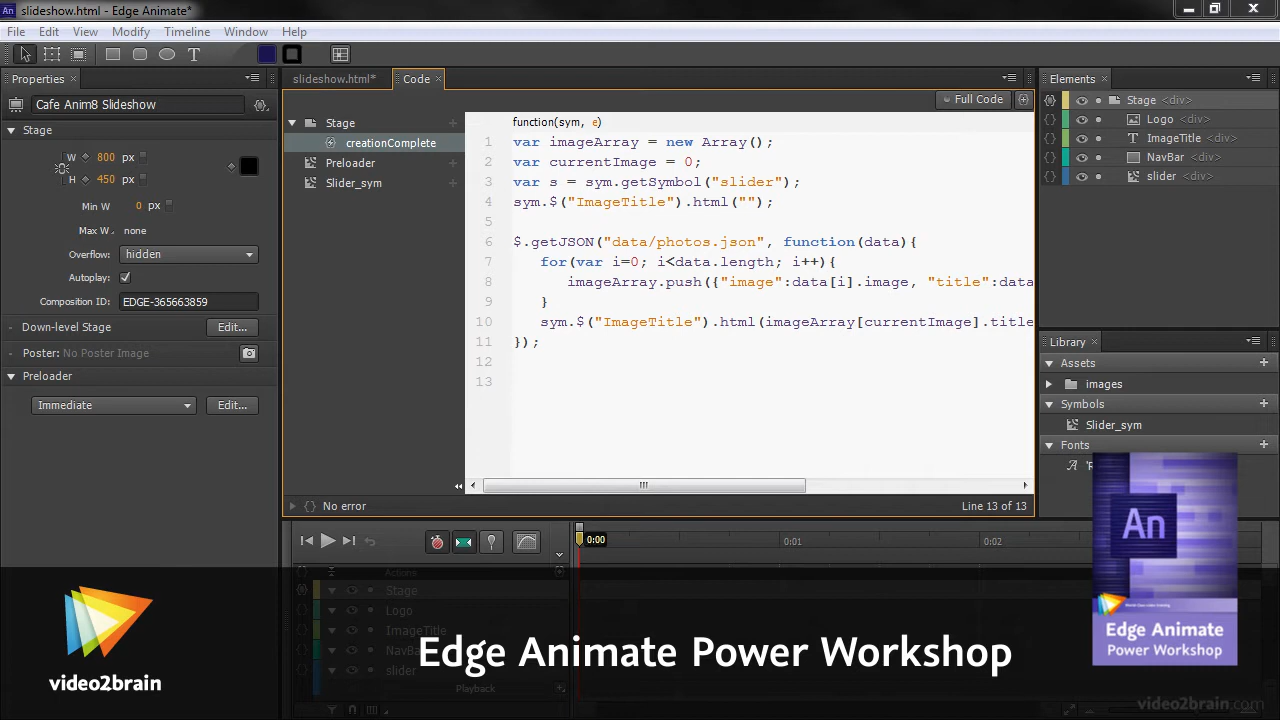 An slideshow.html - Edge Animate*
File Edit View Modify Timeline Window Help
T
Properties × slideshow.html* Code × Elements ×
Cafe Anim8 Slideshow
Full Code
Stage
W 800 px
H 450 px
Min W 0 px
Max W none
Overflow: hidden
Autoplay:
Composition ID: EDGE-365663859
Down-level Stage Edit...
Poster: No Poster Image
Preloader
Immediate Edit...
Stage
creationComplete
Preloader
Slider_sym
function(sym, e)
1 var imageArray = new Array();
2 var currentImage = 0;
3 var s = sym.getSymbol("slider");
4 sym.$("ImageTitle").html("");
5
6 $.getJSON("data/photos.json", function(data){
7 for(var i=0; i<data.length; i++){
8 imageArray.push({"image":data[i].image, "title":data
9 }
10 sym.$("ImageTitle").html(imageArray[currentImage].title
11 });
12
13
{} No error Line 13 of 13
Stage <div>
{} Logo <div>
{} T ImageTitle <div>
{} NavBar <div>
{} slider <div>
Library ×
Assets
images
Symbols
Slider_sym
Fonts
0:00 0:01 0:02
Actions
Stage
Logo
ImageTitle
slider
Playback
video2brain
Edge Animate Power Workshop
An
Edge Animate
Power Workshop
video2brain.com